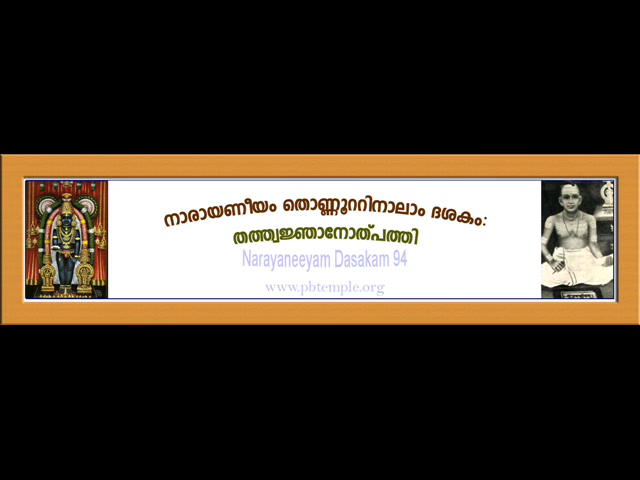 നാരായണീയം തൊണ്ണൂററിനാലാം ദശകം:
തത്ത്വജ്ഞാനോത്പത്തി
Narayaneeyam Dasakam 94
www.pbtemple.org